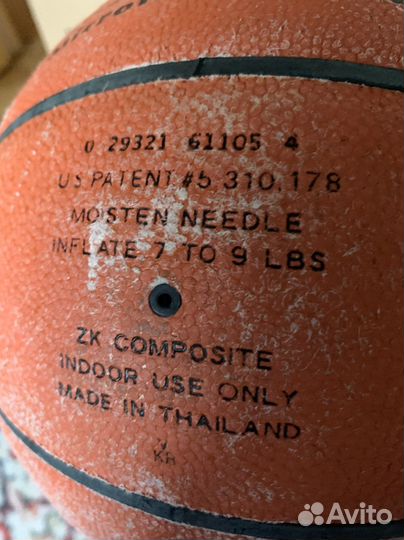 0 29321 61105 4
US PATENT #5,310,178
MOISTEN NEEDLE
INFLATE 7 TO 9 LBS
ZK COMPOSITE
INDOOR USE ONLY
MADE IN THAILAND
Avito